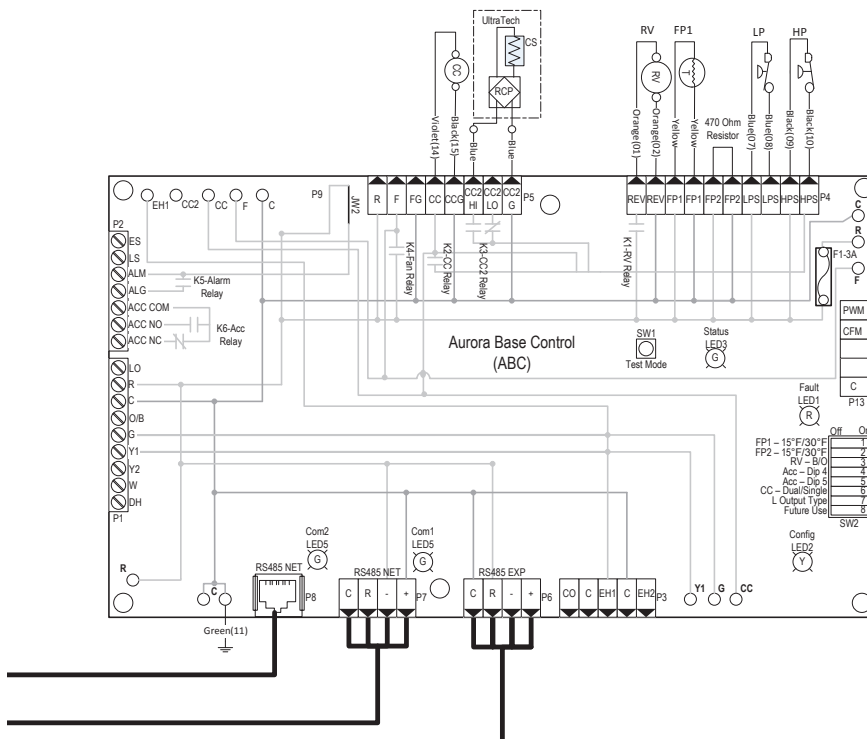 UltraTech
CS
RCP
CC
Violet(14)
Black(15)
Blue
Blue
RV
FP1
LP
HP
RV
T
470 Ohm
Resistor
Orange(01)
Orange(02)
Yellow
Yellow
Blue(07)
Blue(08)
Black(09)
Black(10)
EH1
CC2
CC
F
C
P9
JW2
R
F
FG
CC
CCG
CC2 HI
CC2 LO
CC2 G
P5
REV
REV
FP1
FP1
FP2
FP2
LPS
LPS
HPS
HPS
P4
C
R
F1-3A
F
P2
ES
LS
ALM
ALG
ACC COM
ACC NO
ACC NC
K5-Alarm
Relay
K6-Acc
Relay
K4-Fan Relay
K2-CC Relay
K3-CC2 Relay
K1-RV Relay
Aurora Base Control
(ABC)
SW1
Test Mode
Status
LED3
G
PWM
CFM
C
P13
LO
R
C
O/B
G
Y1
Y2
W
DH
P1
Fault
LED1
R
Off
FP1 – 15°F/30°F
1
FP2 – 15°F/30°F
2
RV – B/O
3
Acc – Dip 4
4
Acc – Dip 5
5
CC – Dual/Single
6
L Output Type
7
Future Use
8
SW2
Config
LED2
Y
R
C
Green(11)
RS485 NET
P8
Com2
LED5
G
Com1
LED5
G
RS485 NET
C
R
-
+
P7
RS485 EXP
C
R
-
+
P6
CO
C
EH1
C
EH2
P3
Y1
G
CC